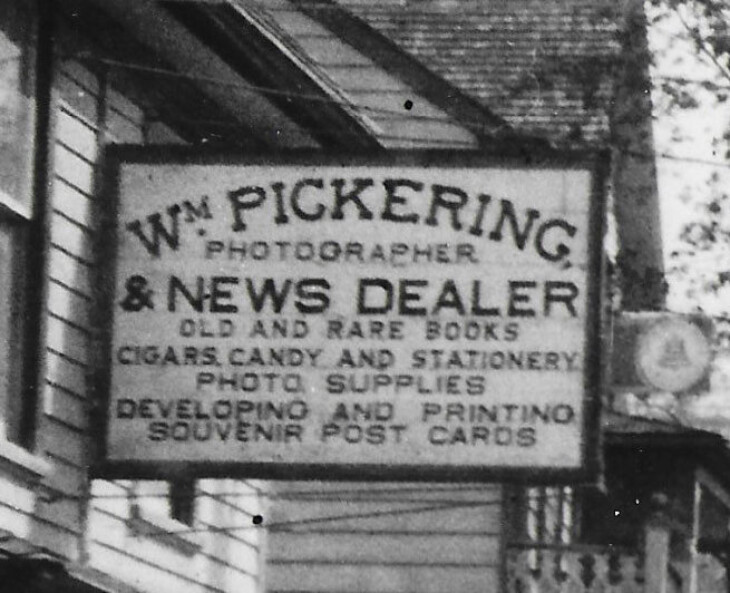 WM. PICKERING,
PHOTOGRAPHER
& NEWS DEALER
OLD AND RARE BOOKS
CIGARS, CANDY AND STATIONERY.
PHOTO. SUPPLIES
DEVELOPING AND PRINTING
SOUVENIR POST CARDS